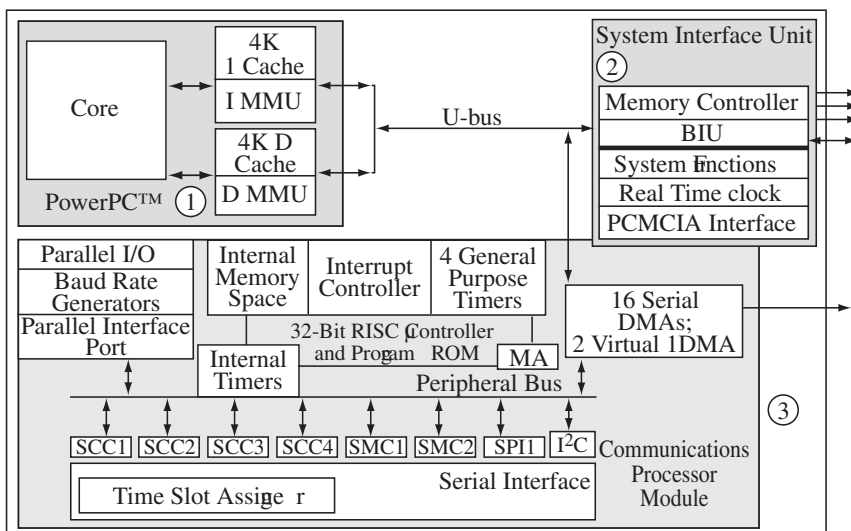 Core
4K
1 Cache
I MMU
4K D
Cache
D MMU
PowerPC™ 1
U-bus
System Interface Unit
2
Memory Controller
BIU
System Functions
Real Time clock
PCMCIA Interface
Parallel I/O
Baud Rate
Generators
Parallel Interface
Port
Internal
Memory
Space
Interrupt
Controller
4 General
Purpose
Timers
32-Bit RISC μController
and Program ROM
MA
Internal
Timers
16 Serial
DMAs;
2 Virtual 1DMA
Peripheral Bus
3
SCC1 SCC2 SCC3 SCC4 SMC1 SMC2 SPI1 I²C
Communications
Processor
Module
Serial Interface
Time Slot Assigner